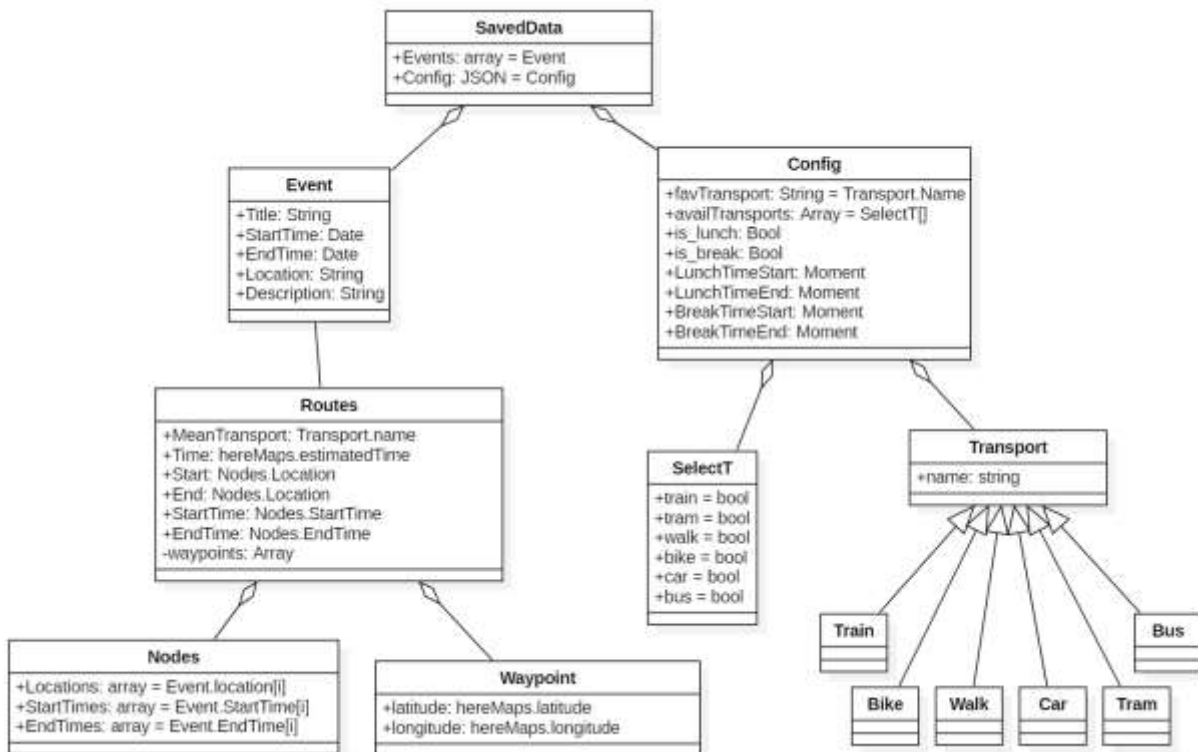 SavedData
+Events: array = Event
+Config: JSON = Config
Event
+Title: String
+StartTime: Date
+EndTime: Date
+Location: String
+Description: String
Config
+favTransport: String = Transport.Name
+availTransports: Array = SelectT[]
+is_lunch: Bool
+is_break: Bool
+LunchTimeStart: Moment
+LunchTimeEnd: Moment
+BreakTimeStart: Moment
+BreakTimeEnd: Moment
Routes
+MeanTransport: Transport.name
+Time: hereMaps.estimatedTime
+Start: Nodes.Location
+End: Nodes.Location
+StartTime: Nodes.StartTime
+EndTime: Nodes.EndTime
-waypoints: Array
SelectT
+train = bool
+tram = bool
+walk = bool
+bike = bool
+car = bool
+bus = bool
Transport
+name: string
Nodes
+Locations: array = Event.location[i]
+StartTimes: array = Event.StartTime[i]
+EndTimes: array = Event.EndTime[i]
Waypoint
+latitude: hereMaps.latitude
+longitude: hereMaps.longitude
Train
Bus
Bike
Walk
Car
Tram